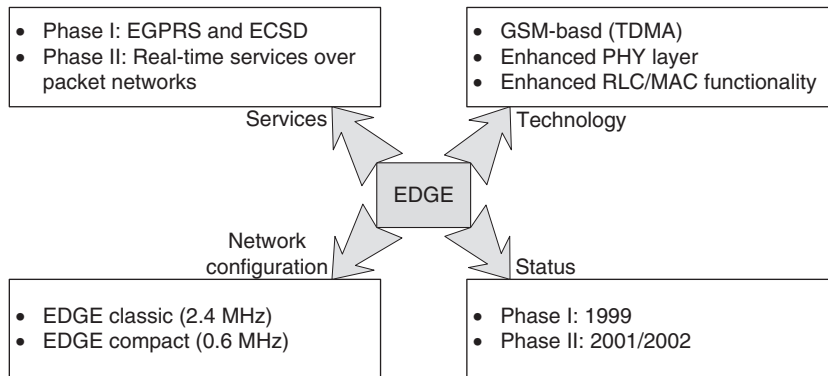 • Phase I: EGPRS and ECSD
• Phase II: Real-time services over
packet networks
Services
• GSM-basd (TDMA)
• Enhanced PHY layer
• Enhanced RLC/MAC functionality
Technology
EDGE
Network
configuration
• EDGE classic (2.4 MHz)
• EDGE compact (0.6 MHz)
Status
• Phase I: 1999
• Phase II: 2001/2002